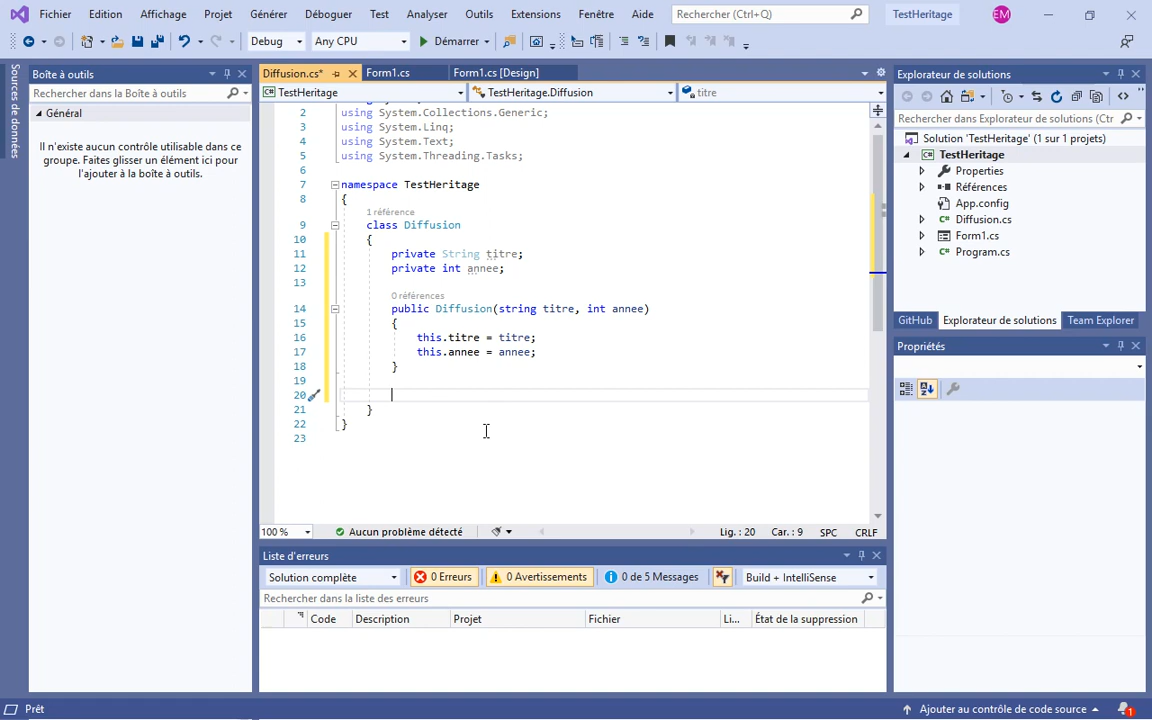 Fichier Edition Affichage Projet Générer Déboguer Test Analyser Outils Extensions Fenêtre Aide Rechercher (Ctrl+Q) TestHeritage EM
Debug Any CPU Démarrer
Sources de données
Boîte à outils
Rechercher dans la Boîte à outils
Général
Il n'existe aucun contrôle utilisable dans ce
groupe. Faites glisser un élément ici pour
l'ajouter à la boîte à outils.
Diffusion.cs* Form1.cs Form1.cs [Design]
TestHeritage TestHeritage.Diffusion titre
2 using System.Collections.Generic;
3 using System.Linq;
4 using System.Text;
5 using System.Threading.Tasks;
6
7 namespace TestHeritage
8 {
1 référence
9 class Diffusion
10 {
11 private String titre;
12 private int annee;
13
0 références
14 public Diffusion(string titre, int annee)
15 {
16 this.titre = titre;
17 this.annee = annee;
18 }
19
20
21 }
22 }
23
100 % Aucun problème détecté Lig. : 20 Car. : 9 SPC CRLF
Liste d'erreurs
Solution complète 0 Erreurs 0 Avertissements 0 de 5 Messages Build + IntelliSense
Rechercher dans la liste des erreurs
Code Description Projet Fichier Li... État de la suppression
Explorateur de solutions
Rechercher dans Explorateur de solutions (Ctr
Solution 'TestHeritage' (1 sur 1 projets)
TestHeritage
Properties
Références
App.config
Diffusion.cs
Form1.cs
Program.cs
GitHub Explorateur de solutions Team Explorer
Propriétés
Prêt Ajouter au contrôle de code source 1